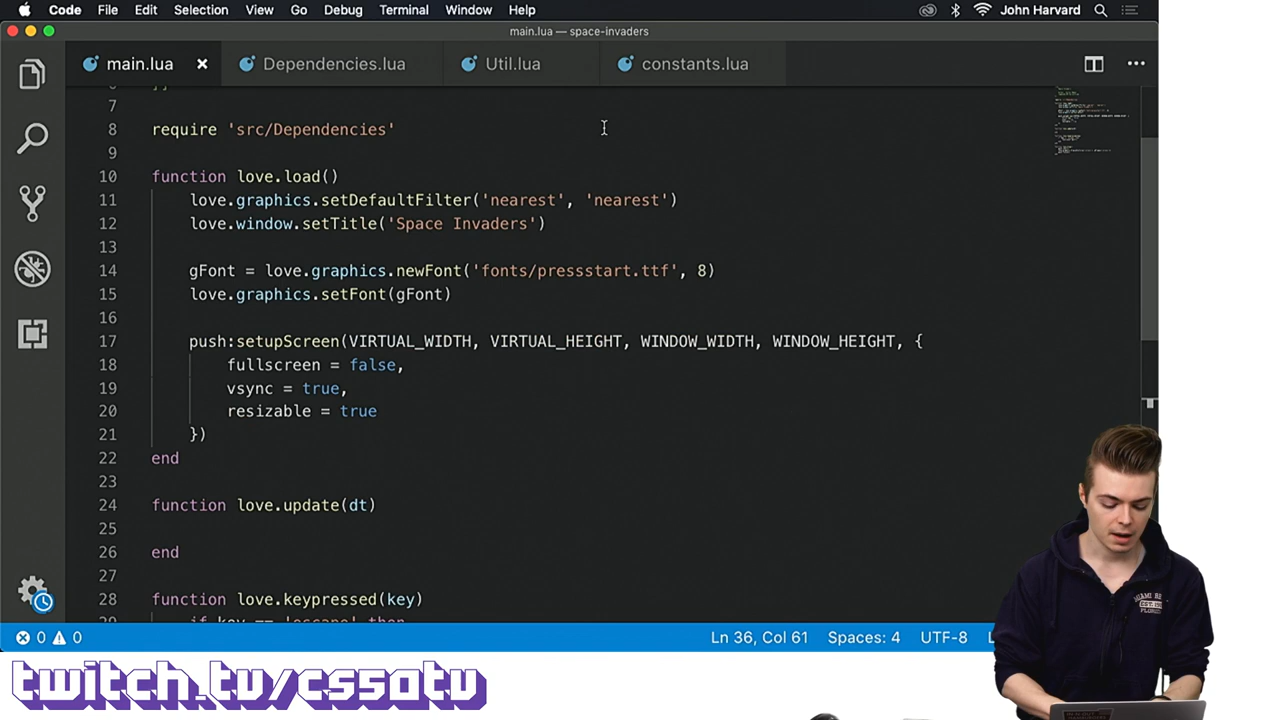 Code File Edit Selection View Go Debug Terminal Window Help John Harvard
main.lua — space-invaders
main.lua Dependencies.lua Util.lua constants.lua
7
8 require 'src/Dependencies'
9
10 function love.load()
11 love.graphics.setDefaultFilter('nearest', 'nearest')
12 love.window.setTitle('Space Invaders')
13
14 gFont = love.graphics.newFont('fonts/pressstart.ttf', 8)
15 love.graphics.setFont(gFont)
16
17 push:setupScreen(VIRTUAL_WIDTH, VIRTUAL_HEIGHT, WINDOW_WIDTH, WINDOW_HEIGHT, {
18 fullscreen = false,
19 vsync = true,
20 resizable = true
21 })
22 end
23
24 function love.update(dt)
25
26 end
27
28 function love.keypressed(key)
29 if key == 'escape' then
0 0 Ln 36, Col 61 Spaces: 4 UTF-8
twitch.tv/cs50tv